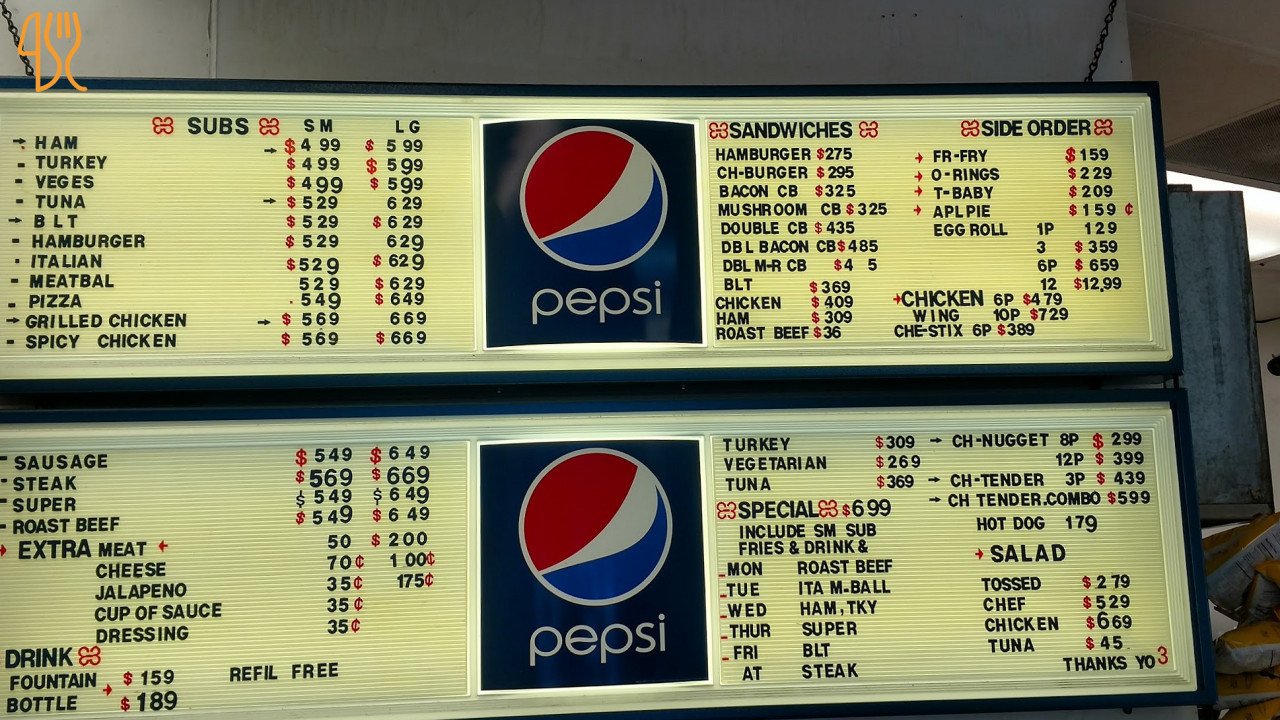 SUBS SM LG
HAM $499 $599
TURKEY $499 $599
VEGES $499 $599
TUNA $529 629
BLT $529 $629
HAMBURGER $529 629
ITALIAN $529 $629
MEATBAL 529 $629
PIZZA .549 $649
GRILLED CHICKEN $569 669
SPICY CHICKEN $569 $669
pepsi
SANDWICHES
HAMBURGER $275
CH-BURGER $295
BACON CB $325
MUSHROOM CB $325
DOUBLE CB $435
DBL BACON CB $485
DBL M-R CB $4 5
BLT $369
CHICKEN $409
HAM $309
ROAST BEEF $36
SIDE ORDER
FR-FRY $159
O-RINGS $229
T-BABY $209
APLPIE $159¢
EGG ROLL 1P 129
3 $359
6P $659
12 $12,99
CHICKEN 6P $479
WING 10P $729
CHE-STIX 6P $389
SAUSAGE $549 $649
STEAK $569 $669
SUPER $549 $649
ROAST BEEF $549 $649
EXTRA MEAT 50 $200
CHEESE 70¢ 100¢
JALAPENO 35¢ 175¢
CUP OF SAUCE 35¢
DRESSING 35¢
DRINK
FOUNTAIN $159 REFIL FREE
BOTTLE $189
pepsi
TURKEY $309
VEGETARIAN $269
TUNA $369
SPECIAL $699
INCLUDE SM SUB
FRIES & DRINK &
MON ROAST BEEF
TUE ITA M-BALL
WED HAM,TKY
THUR SUPER
FRI BLT
AT STEAK
CH-NUGGET 8P $299
12P $399
CH-TENDER 3P $439
CH TENDER.COMBO $599
HOT DOG 179
SALAD
TOSSED $279
CHEF $529
CHICKEN $669
TUNA $45
THANKS YO3